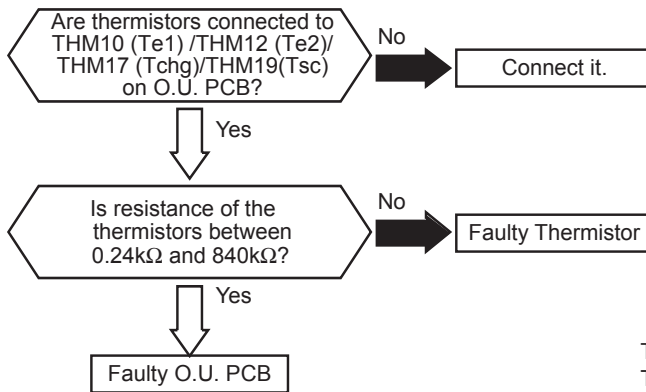 Are thermistors connected to
THM10 (Te1) /THM12 (Te2)/
THM17 (Tchg)/THM19(Tsc)
on O.U. PCB?
No
Connect it.
Yes
Is resistance of the
thermistors between
0.24kΩ and 840kΩ?
No
Faulty Thermistor
Yes
Faulty O.U. PCB